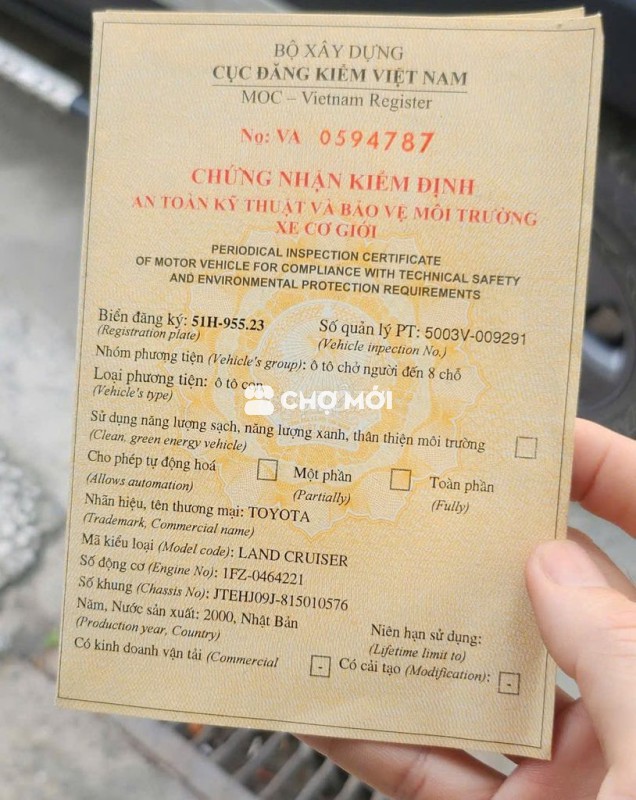 BỘ XÂY DỰNG
CỤC ĐĂNG KIỂM VIỆT NAM
MOC – Vietnam Register
No: VA 0594787
CHỨNG NHẬN KIỂM ĐỊNH
AN TOÀN KỸ THUẬT VÀ BẢO VỆ MÔI TRƯỜNG
XE CƠ GIỚI
PERIODICAL INSPECTION CERTIFICATE
OF MOTOR VEHICLE FOR COMPLIANCE WITH TECHNICAL SAFETY
AND ENVIRONMENTAL PROTECTION REQUIREMENTS
Biển đăng ký: 51H-955.23 Số quản lý PT: 5003V-009291
(Registration plate) (Vehicle inpection No.)
Nhóm phương tiện (Vehicle's group): ô tô chở người đến 8 chỗ
Loại phương tiện: ô tô con
(Vehicle's type)
CHỢ MỚI
Sử dụng năng lượng sạch, năng lượng xanh, thân thiện môi trường
(Clean, green energy vehicle)
Cho phép tự động hoá Một phần Toàn phần
(Allows automation) (Partially) (Fully)
Nhãn hiệu, tên thương mại: TOYOTA
(Trademark, Commercial name)
Mã kiểu loại (Model code): LAND CRUISER
Số động cơ (Engine No): 1FZ-0464221
Số khung (Chassis No): JTEHJ09J-815010576
Năm, Nước sản xuất: 2000, Nhật Bản Niên hạn sử dụng:
(Production year, Country) (Lifetime limit to)
Có kinh doanh vận tải (Commercial - Có cải tạo (Modification): -